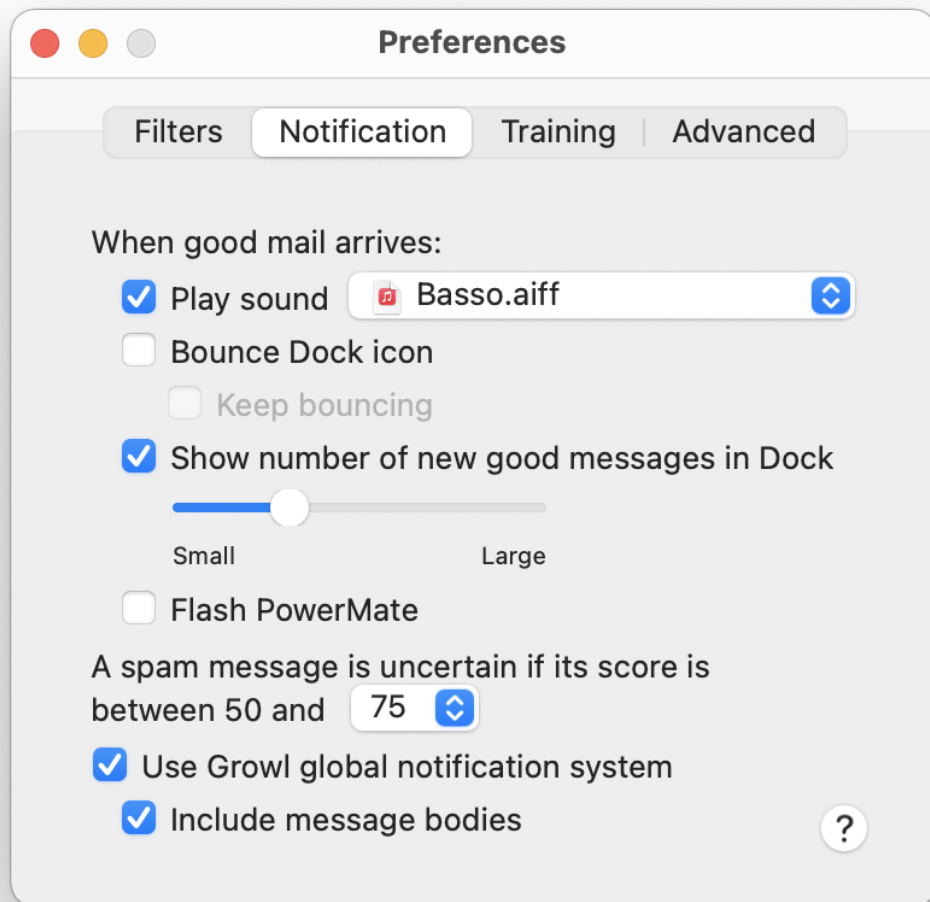 Preferences
Filters Notification Training Advanced
When good mail arrives:
Play sound Basso.aiff
Bounce Dock icon
Keep bouncing
Show number of new good messages in Dock
Small Large
Flash PowerMate
A spam message is uncertain if its score is
between 50 and 75
Use Growl global notification system
Include message bodies
?